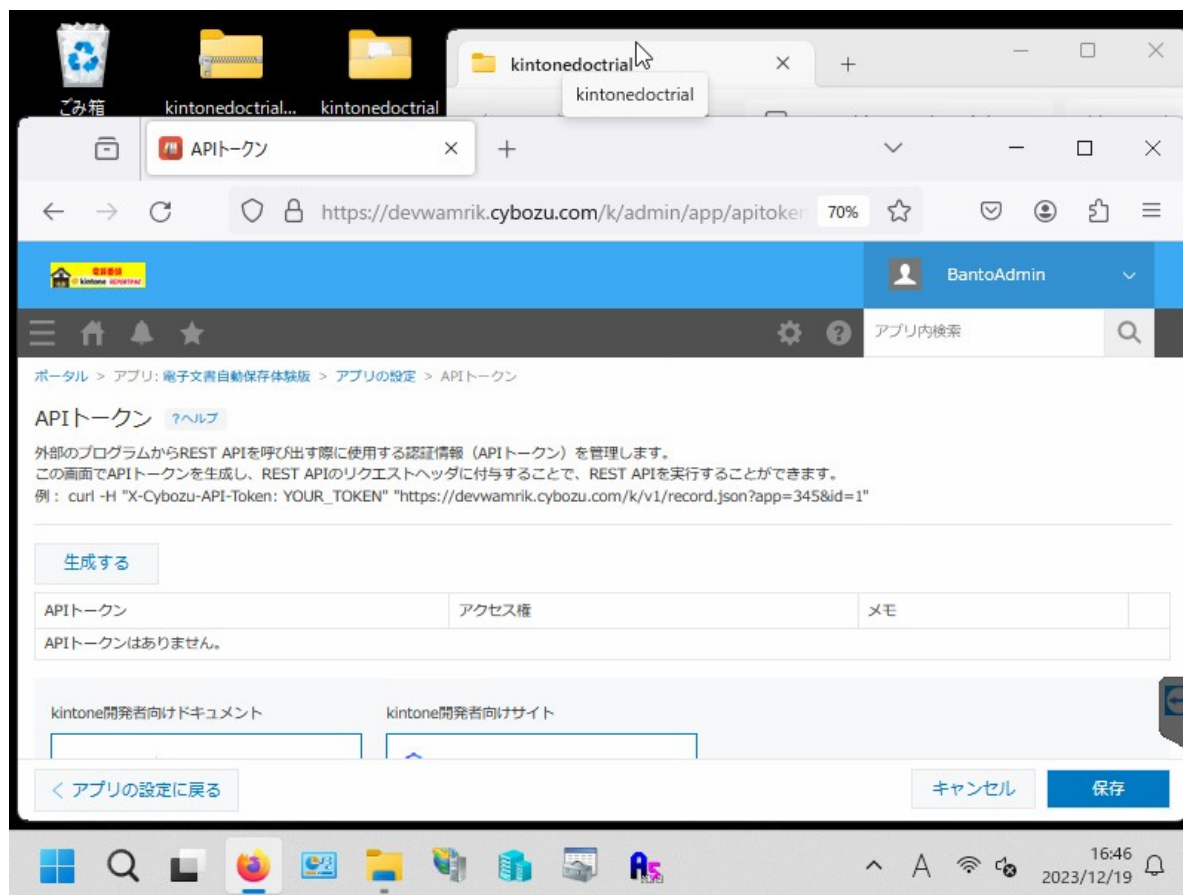 ごみ箱
kintonedoctrial...
kintonedoctrial
kintonedoctrial
kintonedoctrial
APIトークン
https://devwamrik.cybozu.com/k/admin/app/apitoken
70%
電子番頭
kintone REPORTPAC
BantoAdmin
アプリ内検索
ポータル > アプリ: 電子文書自動保存体験版 > アプリの設定 > APIトークン
APIトークン ?ヘルプ
外部のプログラムからREST APIを呼び出す際に使用する認証情報（APIトークン）を管理します。
この画面でAPIトークンを生成し、REST APIのリクエストヘッダに付与することで、REST APIを実行することができます。
例： curl -H "X-Cybozu-API-Token: YOUR_TOKEN" "https://devwamrik.cybozu.com/k/v1/record.json?app=345&id=1"
生成する
APIトークン アクセス権 メモ
APIトークンはありません。
kintone開発者向けドキュメント kintone開発者向けサイト
< アプリの設定に戻る キャンセル 保存
A
16:46
2023/12/19